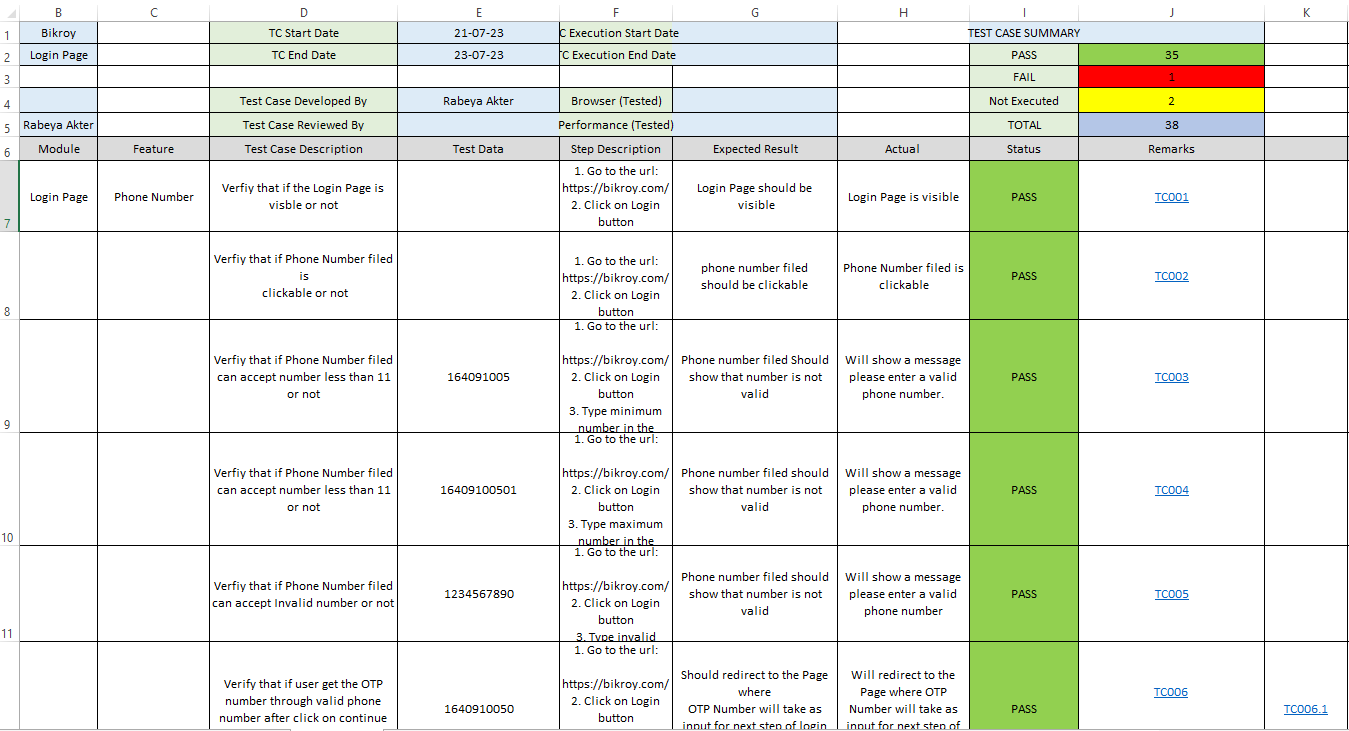 B C D E F G H I J K
1 Bikroy TC Start Date 21-07-23 C Execution Start Date TEST CASE SUMMARY
2 Login Page TC End Date 23-07-23 TC Execution End Date PASS 35
3 FAIL 1
4 Test Case Developed By Rabeya Akter Browser (Tested) Not Executed 2
5 Rabeya Akter Test Case Reviewed By Performance (Tested) TOTAL 38
6 Module Feature Test Case Description Test Data Step Description Expected Result Actual Status Remarks
7
Login Page
Phone Number
Verfiy that if the Login Page is
visble or not
1. Go to the url:
https://bikroy.com/
2. Click on Login
button
Login Page should be
visible
Login Page is visible
PASS
TC001
8
Verfiy that if Phone Number filed
is
clickable or not
1. Go to the url:
https://bikroy.com/
2. Click on Login
button
phone number filed
should be clickable
Phone Number filed is
clickable
PASS
TC002
9
Verfiy that if Phone Number filed
can accept number less than 11
or not
164091005
1. Go to the url:
https://bikroy.com/
2. Click on Login
button
3. Type minimum
number in the
Phone number filed Should
show that number is not
valid
Will show a message
please enter a valid
phone number.
PASS
TC003
10
Verfiy that if Phone Number filed
can accept number less than 11
or not
16409100501
1. Go to the url:
https://bikroy.com/
2. Click on Login
button
3. Type maximum
number in the
Phone number filed should
show that number is not
valid
Will show a message
please enter a valid
phone number.
PASS
TC004
11
Verfiy that if Phone Number filed
can accept Invalid number or not
1234567890
1. Go to the url:
https://bikroy.com/
2. Click on Login
button
3. Type invalid
Phone number filed should
show that number is not
valid
Will show a message
please enter a valid
phone number
PASS
TC005
Verify that if user get the OTP
number through valid phone
number after click on continue
1640910050
1. Go to the url:
https://bikroy.com/
2. Click on Login
button
Should redirect to the Page
where
OTP Number will take as
input for next step of login
Will redirect to the
Page where OTP
Number will take as
input for next step of
PASS
TC006
TC006.1